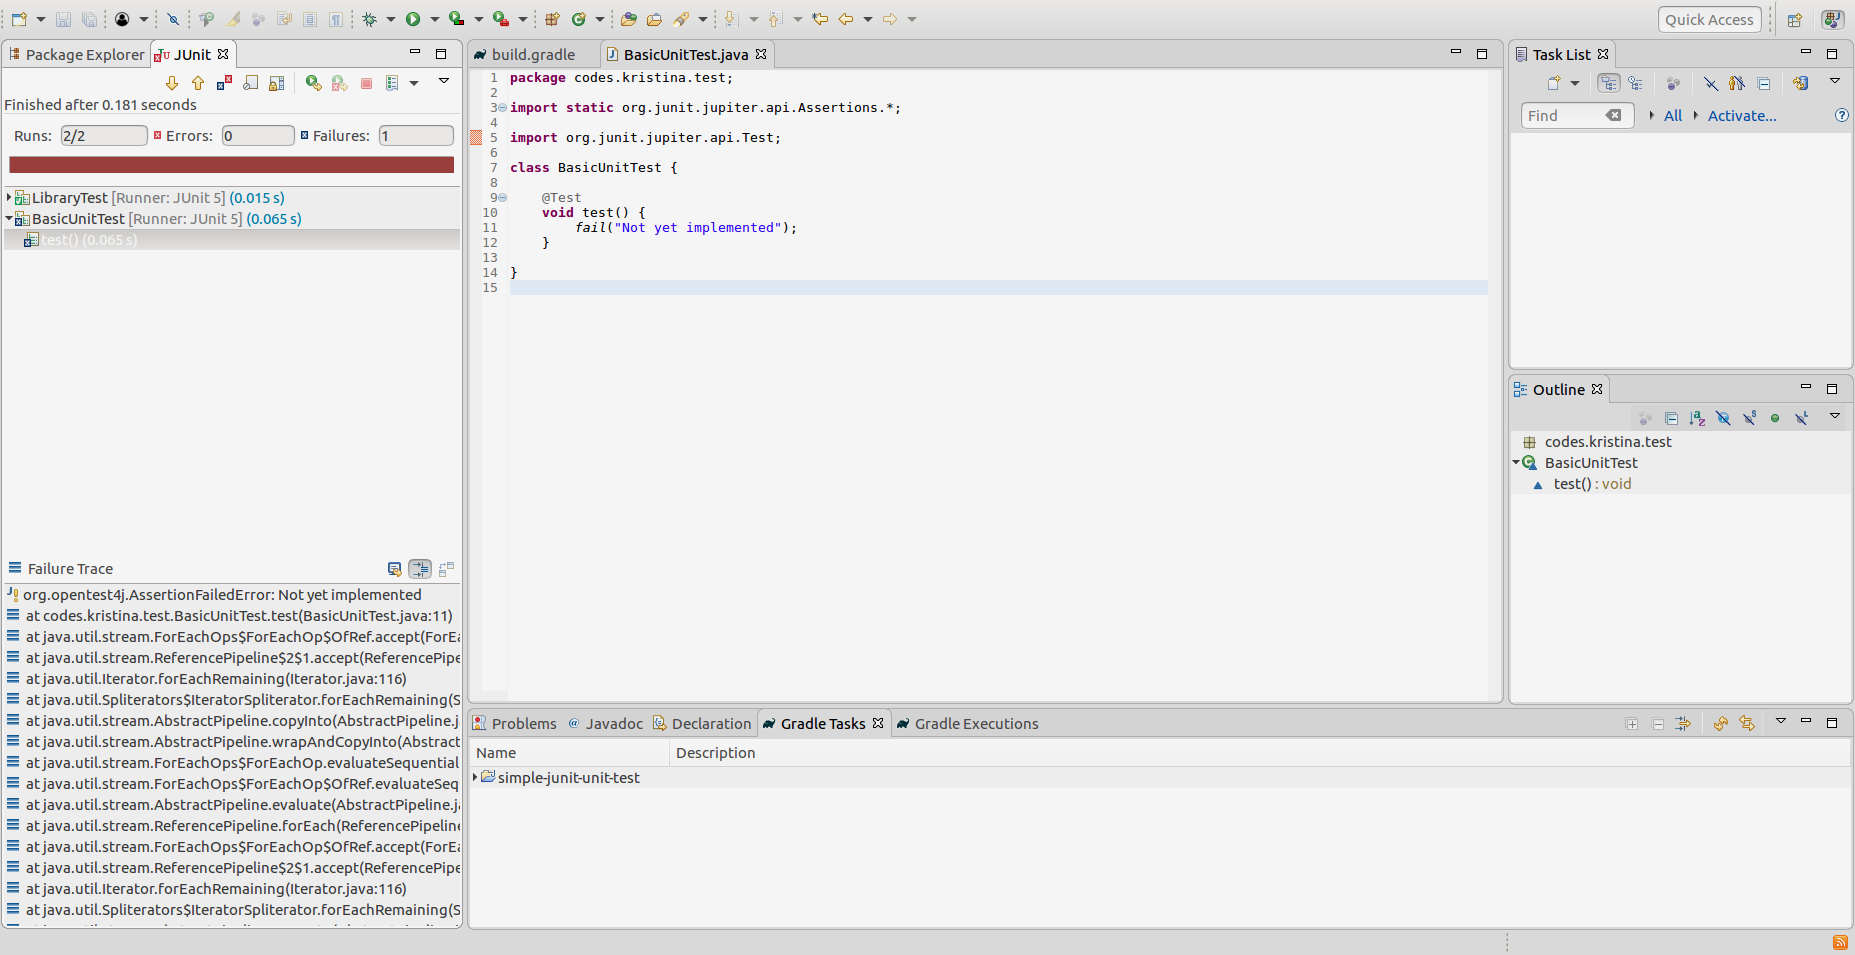 Quick Access
Package Explorer
JUnit
Finished after 0.181 seconds
Runs: 2/2 Errors: 0 Failures: 1
LibraryTest [Runner: JUnit 5] (0.015 s)
BasicUnitTest [Runner: JUnit 5] (0.065 s)
test() (0.065 s)
Failure Trace
org.opentest4j.AssertionFailedError: Not yet implemented
at codes.kristina.test.BasicUnitTest.test(BasicUnitTest.java:11)
at java.util.stream.ForEachOps$ForEachOp$OfRef.accept(ForEa
at java.util.stream.ReferencePipeline$2$1.accept(ReferencePipe
at java.util.Iterator.forEachRemaining(Iterator.java:116)
at java.util.Spliterators$IteratorSpliterator.forEachRemaining(S
at java.util.stream.AbstractPipeline.copyInto(AbstractPipeline.j
at java.util.stream.AbstractPipeline.wrapAndCopyInto(Abstract
at java.util.stream.ForEachOps$ForEachOp.evaluateSequential
at java.util.stream.ForEachOps$ForEachOp$OfRef.evaluateSeq
at java.util.stream.AbstractPipeline.evaluate(AbstractPipeline.j
at java.util.stream.ReferencePipeline.forEach(ReferencePipeline
at java.util.stream.ForEachOps$ForEachOp$OfRef.accept(ForEa
at java.util.stream.ReferencePipeline$2$1.accept(ReferencePipe
at java.util.Iterator.forEachRemaining(Iterator.java:116)
at java.util.Spliterators$IteratorSpliterator.forEachRemaining(S
build.gradle
BasicUnitTest.java
1 package codes.kristina.test;
2
3 import static org.junit.jupiter.api.Assertions.*;
4
5 import org.junit.jupiter.api.Test;
6
7 class BasicUnitTest {
8
9 @Test
10 void test() {
11 fail("Not yet implemented");
12 }
13
14 }
15
Problems
@ Javadoc
Declaration
Gradle Tasks
Gradle Executions
Name Description
simple-junit-unit-test
Task List
Find All Activate...
Outline
codes.kristina.test
BasicUnitTest
test() : void